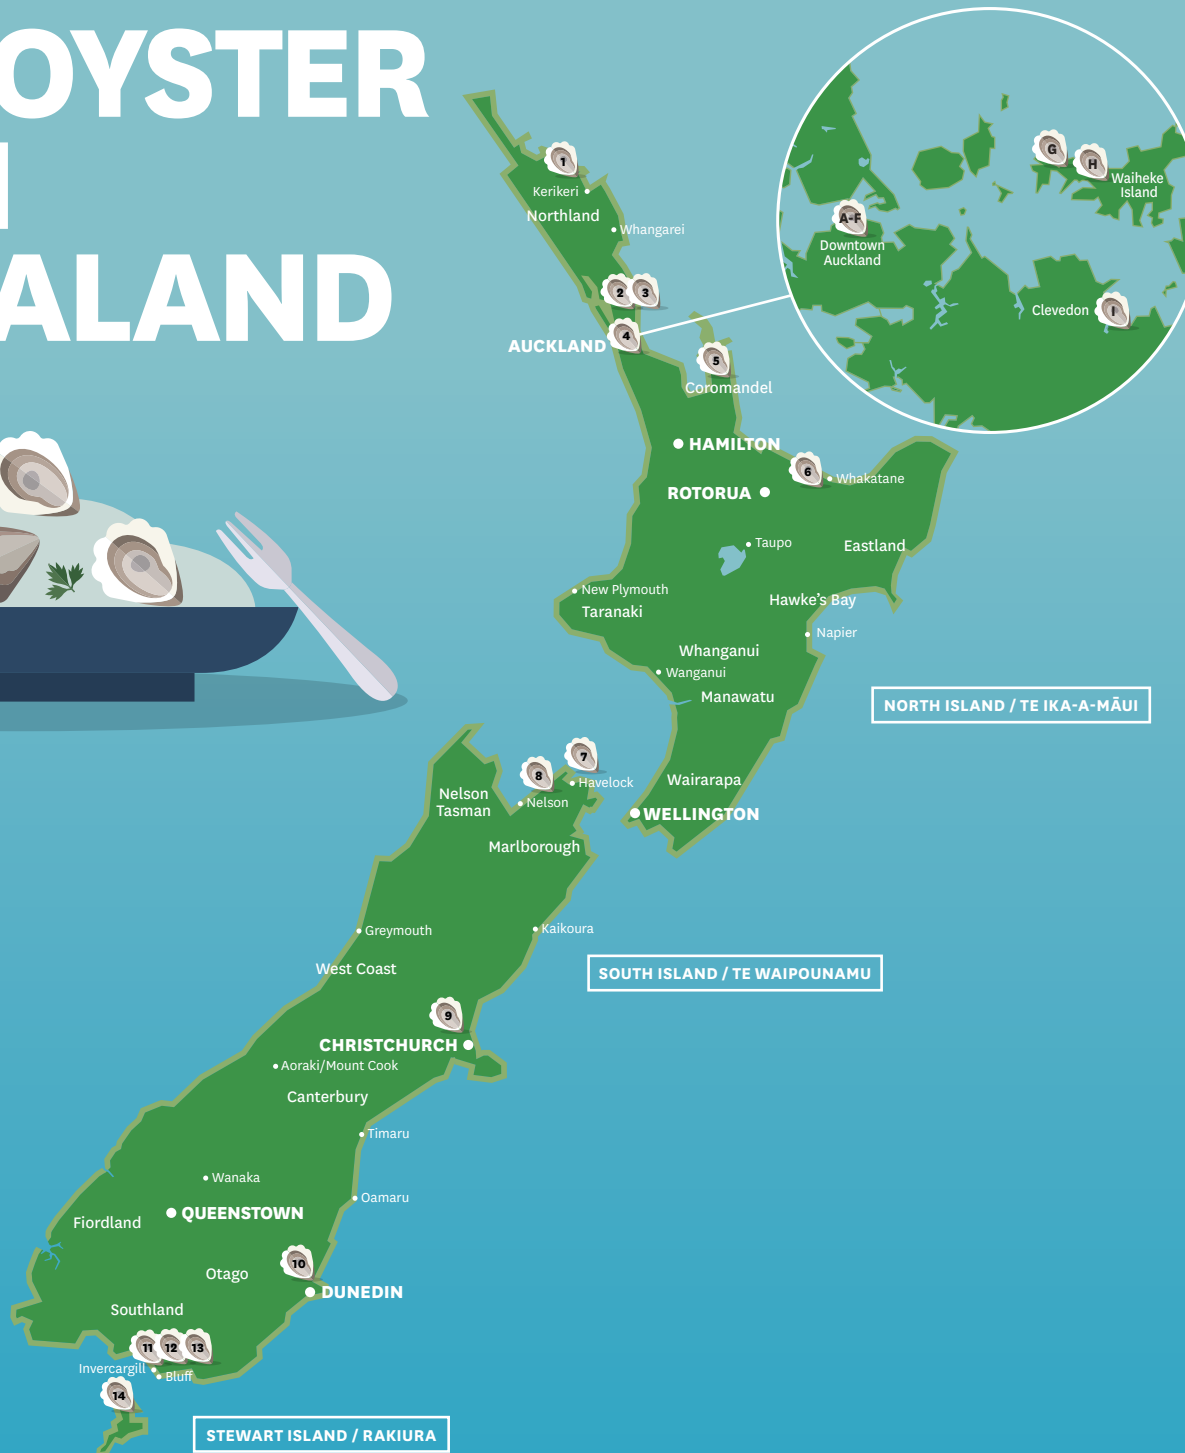 OYSTER
ALAND
1
Kerikeri
Northland
Whangarei
2
3
4
AUCKLAND
5
Coromandel
G
H
Waiheke
Island
A-F
Downtown
Auckland
Clevedon
I
HAMILTON
6
Whakatane
ROTORUA
Taupo
Eastland
New Plymouth
Taranaki
Hawke's Bay
Napier
Whanganui
Wanganui
Manawatu
NORTH ISLAND / TE IKA-A-MĀUI
7
8
Havelock
Nelson
Tasman
Nelson
Wairarapa
WELLINGTON
Marlborough
Greymouth
Kaikoura
West Coast
SOUTH ISLAND / TE WAIPOUNAMU
9
CHRISTCHURCH
Aoraki/Mount Cook
Canterbury
Timaru
Wanaka
Oamaru
QUEENSTOWN
Fiordland
10
Otago
DUNEDIN
Southland
11
12
13
Invercargill
Bluff
14
STEWART ISLAND / RAKIURA